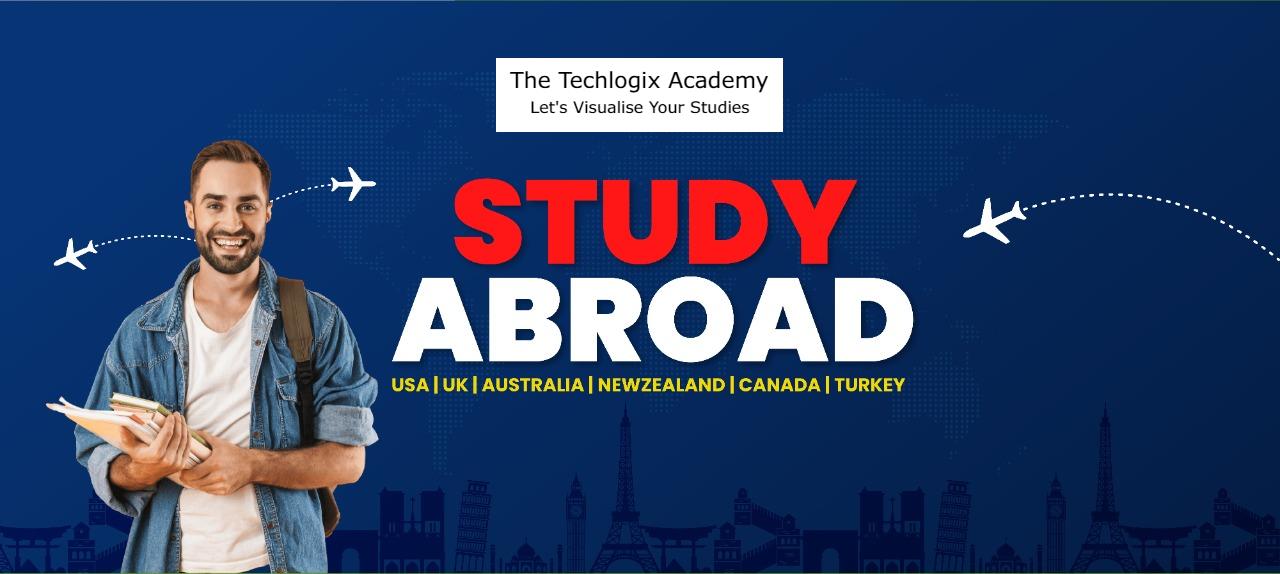 The Techlogix Academy
Let's Visualise Your Studies
STUDY
ABROAD
USA | UK | AUSTRALIA | NEWZEALAND | CANADA | TURKEY